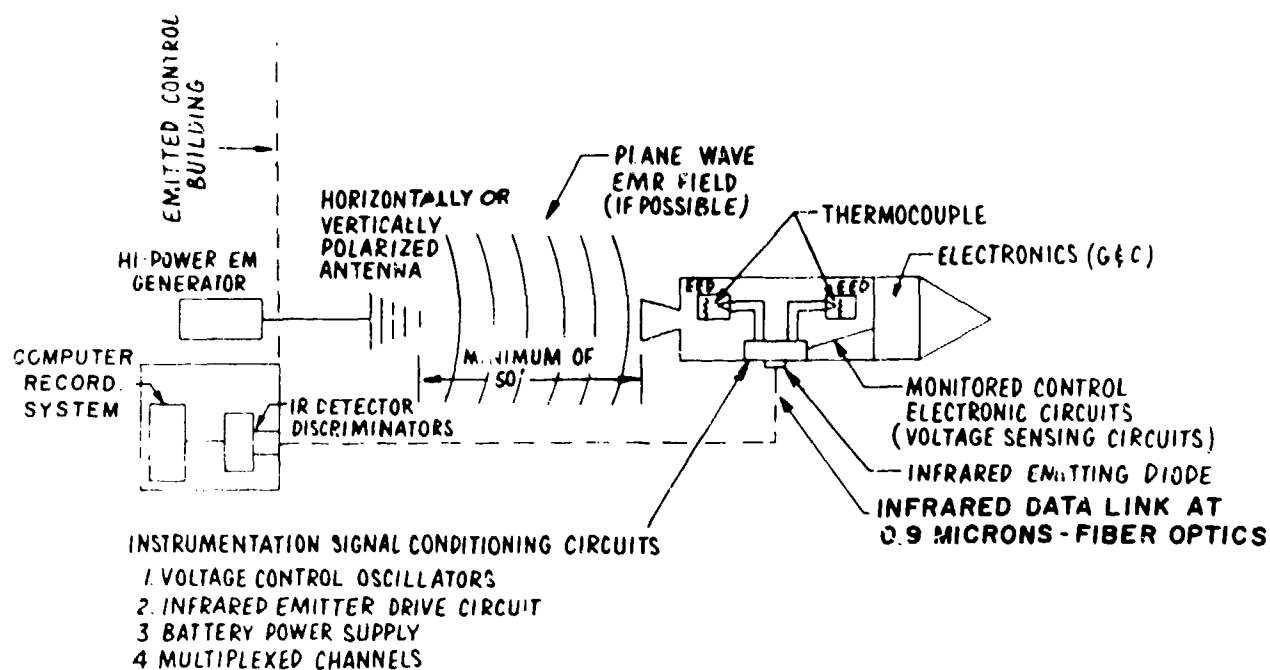 EMITTED CONTROL
BUILDING
HORIZONTALLY OR
VERTICALLY
POLARIZED
ANTENNA
PLANE WAVE
EMR FIELD
(IF POSSIBLE)
THERMOCOUPLE
ELECTRONICS (G&C)
HI-POWER EM
GENERATOR
EED
EED
MINIMUM OF
50'
COMPUTER
RECORD.
SYSTEM
IR DETECTOR
DISCRIMINATORS
MONITORED CONTROL
ELECTRONIC CIRCUITS
(VOLTAGE SENSING CIRCUITS)
INFRARED EMITTING DIODE
INFRARED DATA LINK AT
0.9 MICRONS - FIBER OPTICS
INSTRUMENTATION SIGNAL CONDITIONING CIRCUITS
1. VOLTAGE CONTROL OSCILLATORS
2. INFRARED EMITTER DRIVE CIRCUIT
3 BATTERY POWER SUPPLY
4 MULTIPLEXED CHANNELS